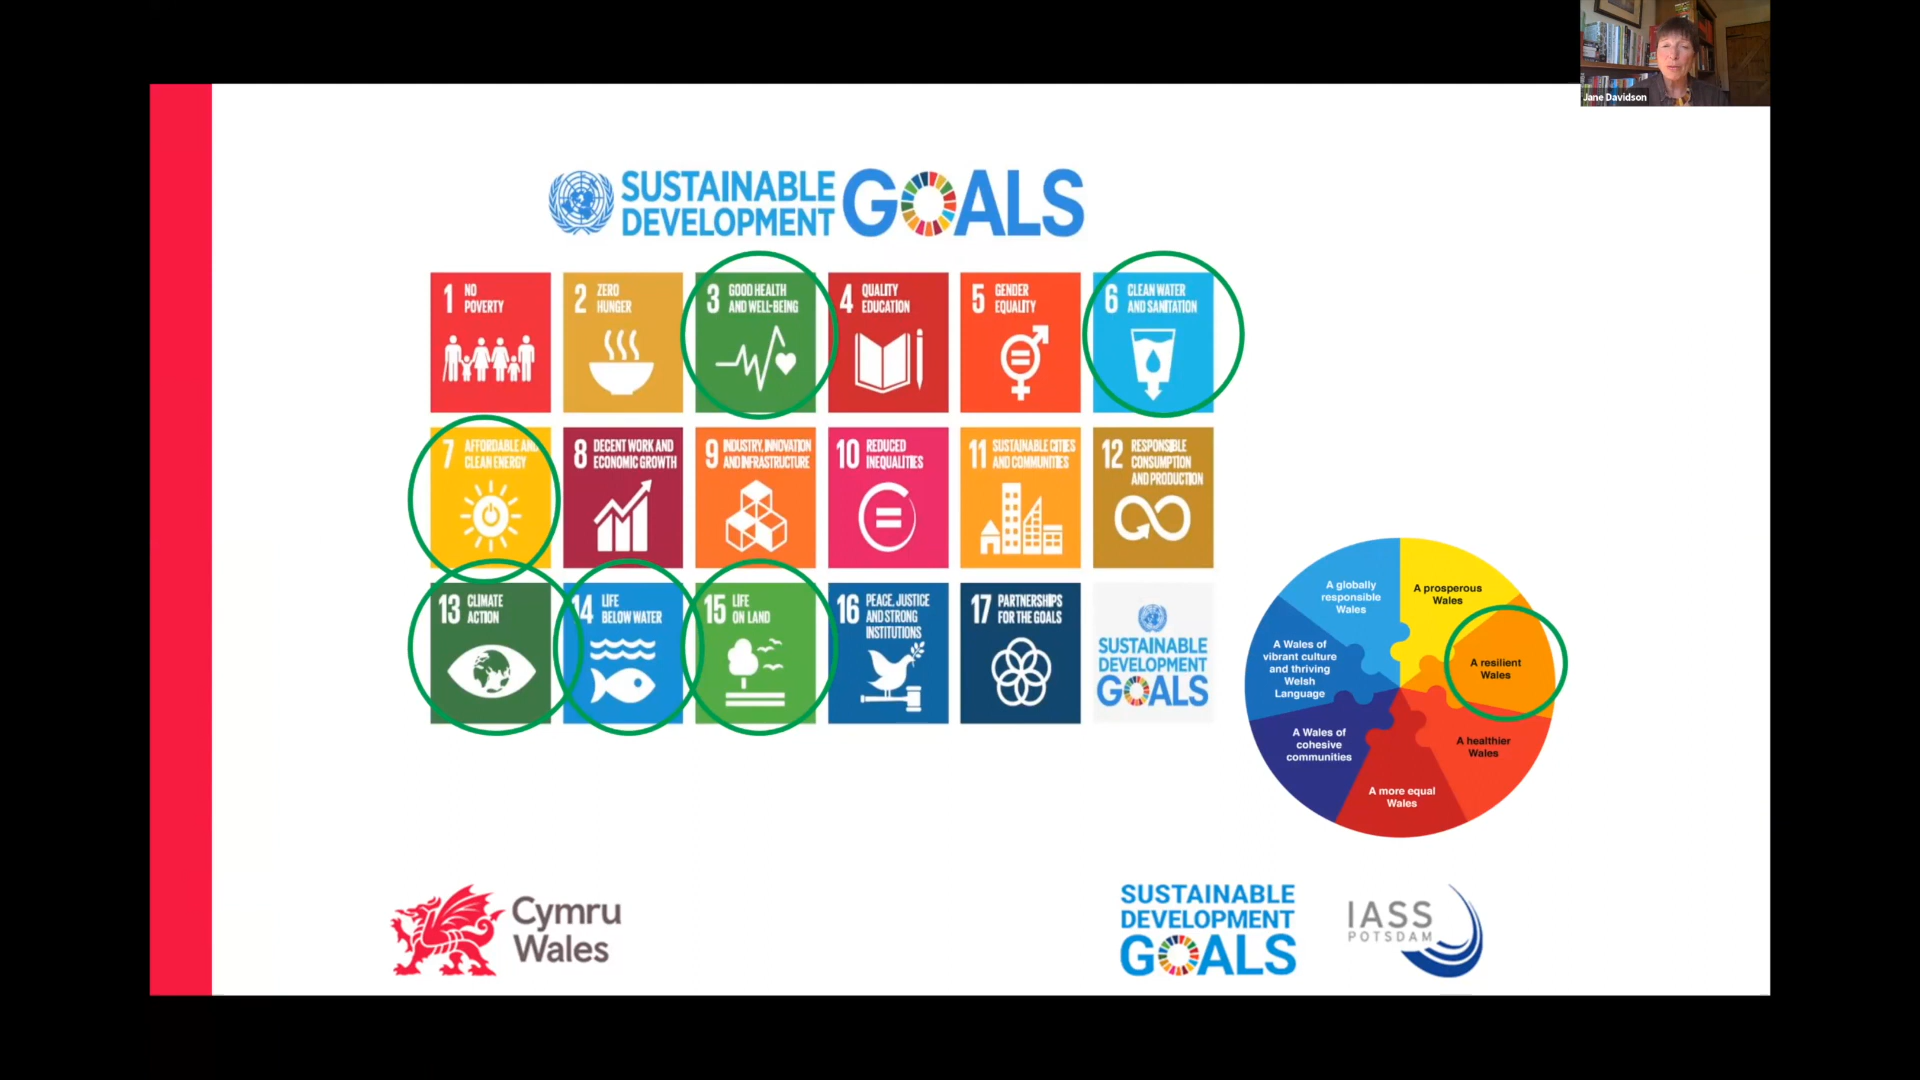 Jane Davidson
SUSTAINABLE
DEVELOPMENT
GOALS
1 NO
POVERTY
2 ZERO
HUNGER
3 GOOD HEALTH
AND WELL-BEING
4 QUALITY
EDUCATION
5 GENDER
EQUALITY
6 CLEAN WATER
AND SANITATION
7 AFFORDABLE AND
CLEAN ENERGY
8 DECENT WORK AND
ECONOMIC GROWTH
9 INDUSTRY, INNOVATION
AND INFRASTRUCTURE
10 REDUCED
INEQUALITIES
11 SUSTAINABLE CITIES
AND COMMUNITIES
12 RESPONSIBLE
CONSUMPTION
AND PRODUCTION
13 CLIMATE
ACTION
14 LIFE
BELOW WATER
15 LIFE
ON LAND
16 PEACE, JUSTICE
AND STRONG
INSTITUTIONS
17 PARTNERSHIPS
FOR THE GOALS
SUSTAINABLE
DEVELOPMENT
GOALS
A globally
responsible
Wales
A prosperous
Wales
A resilient
Wales
A healthier
Wales
A more equal
Wales
A Wales of
cohesive
communities
A Wales of
vibrant culture
and thriving
Welsh
Language
Cymru
Wales
SUSTAINABLE
DEVELOPMENT
GOALS
IASS
POTSDAM